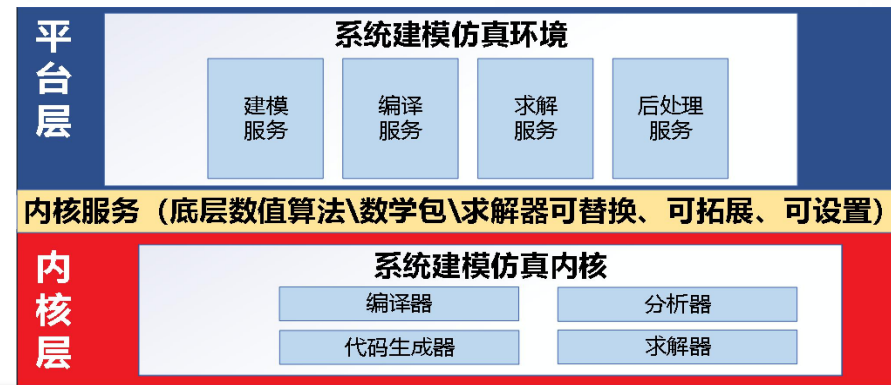 平台层
系统建模仿真环境
建模
服务
编译
服务
求解
服务
后处理
服务
内核服务（底层数值算法\数学包\求解器可替换、可拓展、可设置）
内核层
系统建模仿真内核
编译器
分析器
代码生成器
求解器